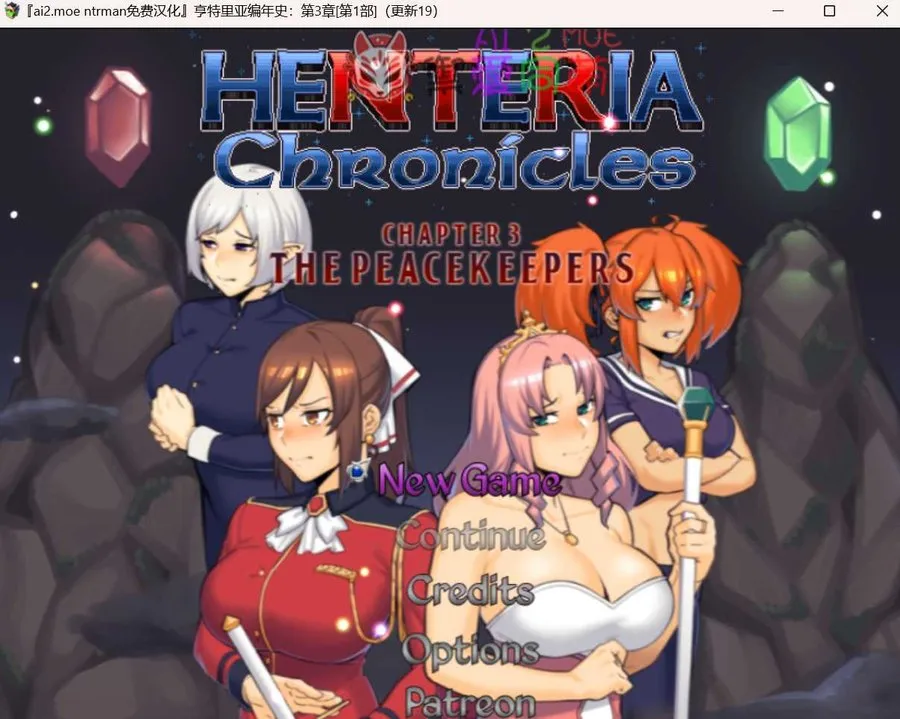 『ai2.moe ntrman免费汉化』亨特里亚编年史：第3章[第1部]（更新19）
HENTERIA
Chronicles
CHAPTER 3
THE PEACEKEEPERS
New Game
Continue
Credits
Options
Patreon